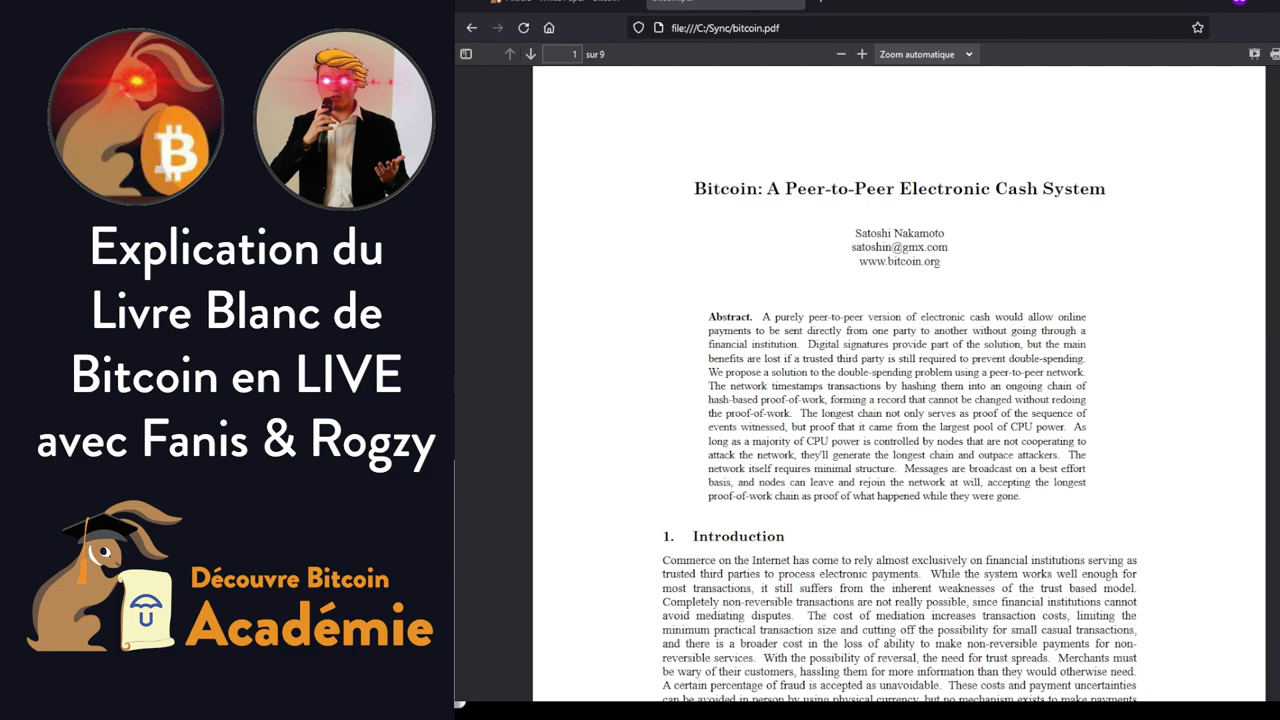 Explication du
Livre Blanc de
Bitcoin en LIVE
avec Fanis & Rogzy
Découvre Bitcoin
Académie
file:///C:/Sync/bitcoin.pdf
1 sur 9
Zoom automatique
Bitcoin: A Peer-to-Peer Electronic Cash System
Satoshi Nakamoto
satoshin@gmx.com
www.bitcoin.org
Abstract. A purely peer-to-peer version of electronic cash would allow online
payments to be sent directly from one party to another without going through a
financial institution. Digital signatures provide part of the solution, but the main
benefits are lost if a trusted third party is still required to prevent double-spending.
We propose a solution to the double-spending problem using a peer-to-peer network.
The network timestamps transactions by hashing them into an ongoing chain of
hash-based proof-of-work, forming a record that cannot be changed without redoing
the proof-of-work. The longest chain not only serves as proof of the sequence of
events witnessed, but proof that it came from the largest pool of CPU power. As
long as a majority of CPU power is controlled by nodes that are not cooperating to
attack the network, they'll generate the longest chain and outpace attackers. The
network itself requires minimal structure. Messages are broadcast on a best effort
basis, and nodes can leave and rejoin the network at will, accepting the longest
proof-of-work chain as proof of what happened while they were gone.
1. Introduction
Commerce on the Internet has come to rely almost exclusively on financial institutions serving as
trusted third parties to process electronic payments. While the system works well enough for
most transactions, it still suffers from the inherent weaknesses of the trust based model.
Completely non-reversible transactions are not really possible, since financial institutions cannot
avoid mediating disputes. The cost of mediation increases transaction costs, limiting the
minimum practical transaction size and cutting off the possibility for small casual transactions,
and there is a broader cost in the loss of ability to make non-reversible payments for non-
reversible services. With the possibility of reversal, the need for trust spreads. Merchants must
be wary of their customers, hassling them for more information than they would otherwise need.
A certain percentage of fraud is accepted as unavoidable. These costs and payment uncertainties
can be avoided in person by using physical currency, but no mechanism exists to make payments